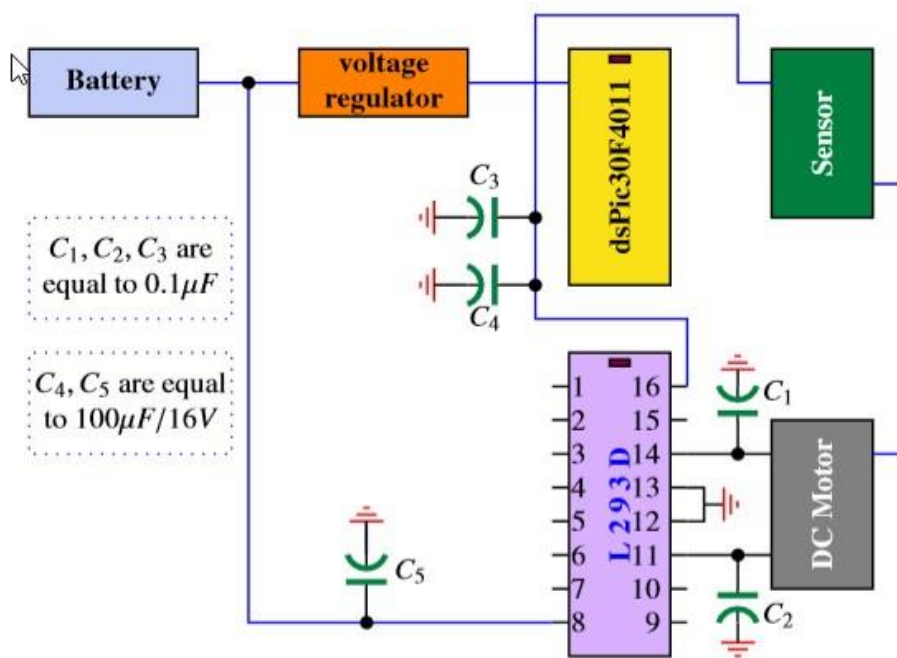 Battery
voltage
regulator
dsPic30F4011
Sensor
C₃
C₄
C₁, C₂, C₃ are
equal to 0.1μF
C₄, C₅ are equal
to 100μF/16V
C₅
L293D
1 16
2 15
3 14
4 13
5 12
6 11
7 10
8 9
C₁
DC Motor
C₂